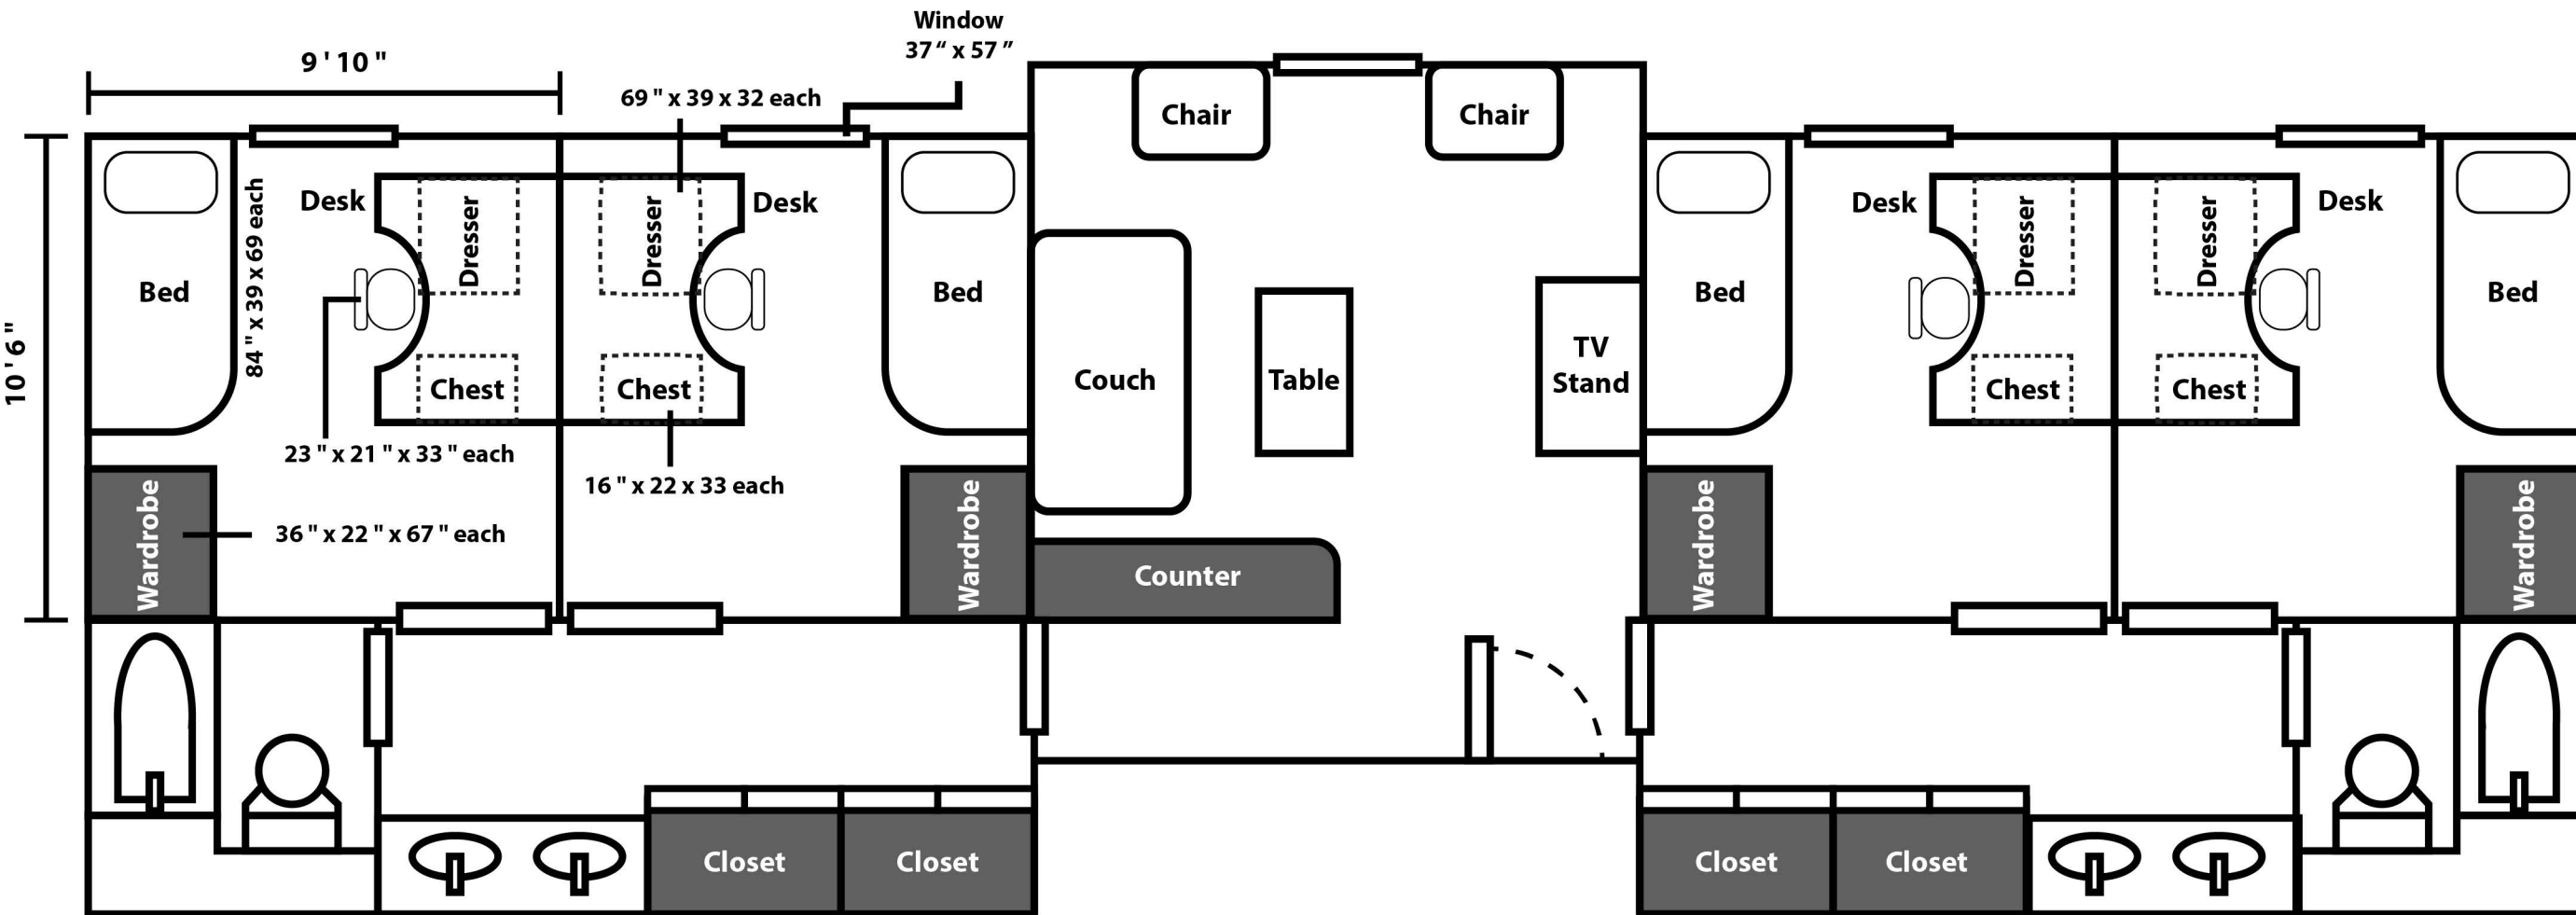 Window
37“ x 57”
9 ' 10 "
69 " x 39 x 32 each
Chair
Chair
Desk
Dresser
Dresser
Desk
Desk
Dresser
Dresser
Desk
84 " x 39 x 69 each
Bed
Bed
Bed
Bed
10 ' 6 "
Couch
Table
TV
Stand
Chest
Chest
Chest
Chest
23 " x 21 " x 33 " each
16 " x 22 x 33 each
36 " x 22 " x 67 " each
Wardrobe
Wardrobe
Wardrobe
Wardrobe
Counter
Closet
Closet
Closet
Closet